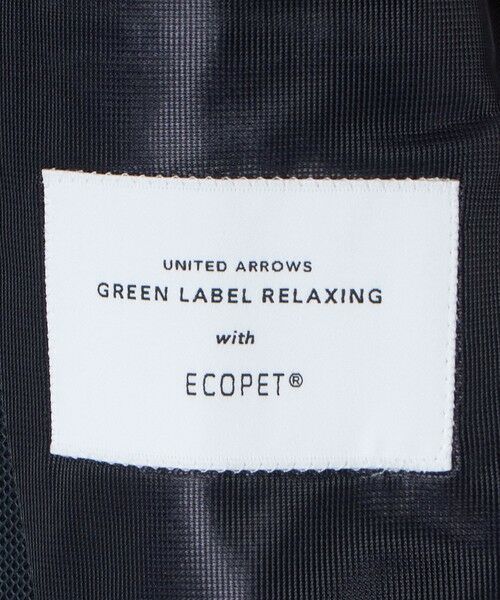 UNITED ARROWS
GREEN LABEL RELAXING
with
ECOPET®